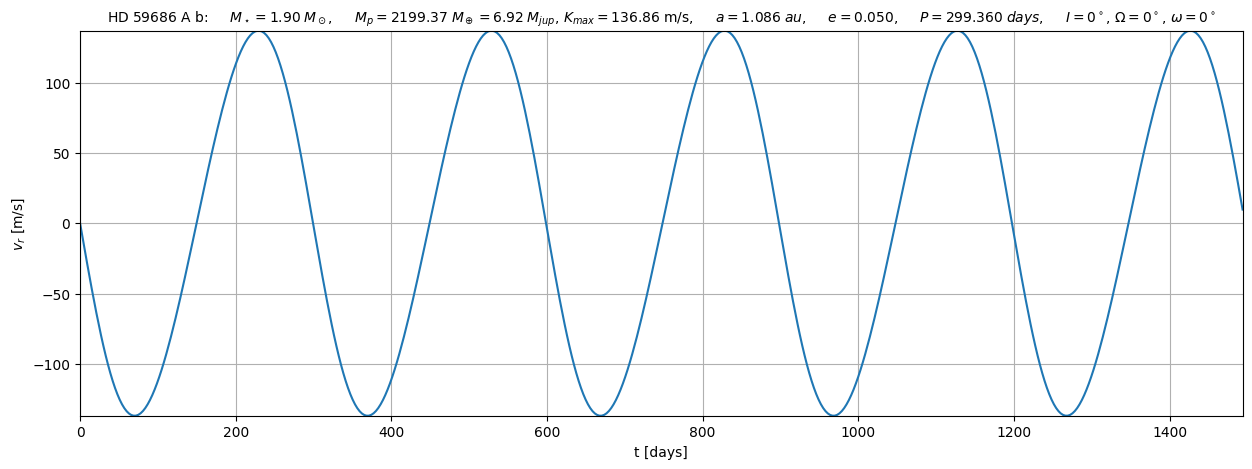 HD 59686 A b: M⋆ = 1.90 M⊙, Mp = 2199.37 M⊕ = 6.92 Mjup, Kmax = 136.86 m/s, a = 1.086 au, e = 0.050, P = 299.360 days, I = 0°, Ω = 0°, ω = 0°
100
50
0
−50
−100
vr [m/s]
0 200 400 600 800 1000 1200 1400
t [days]